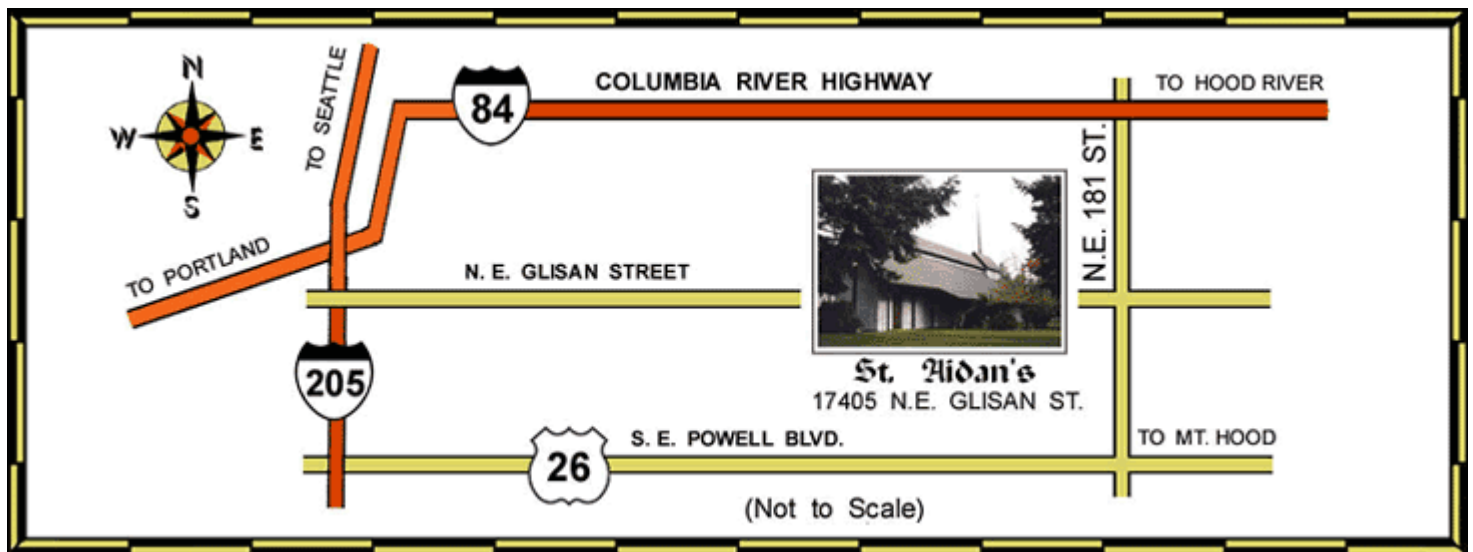 N
W E
S
TO SEATTLE
TO PORTLAND
84
COLUMBIA RIVER HIGHWAY
TO HOOD RIVER
N.E. 181 ST.
N. E. GLISAN STREET
205
St. Aidan's
17405 N.E. GLISAN ST.
S. E. POWELL BLVD.
TO MT. HOOD
26
(Not to Scale)